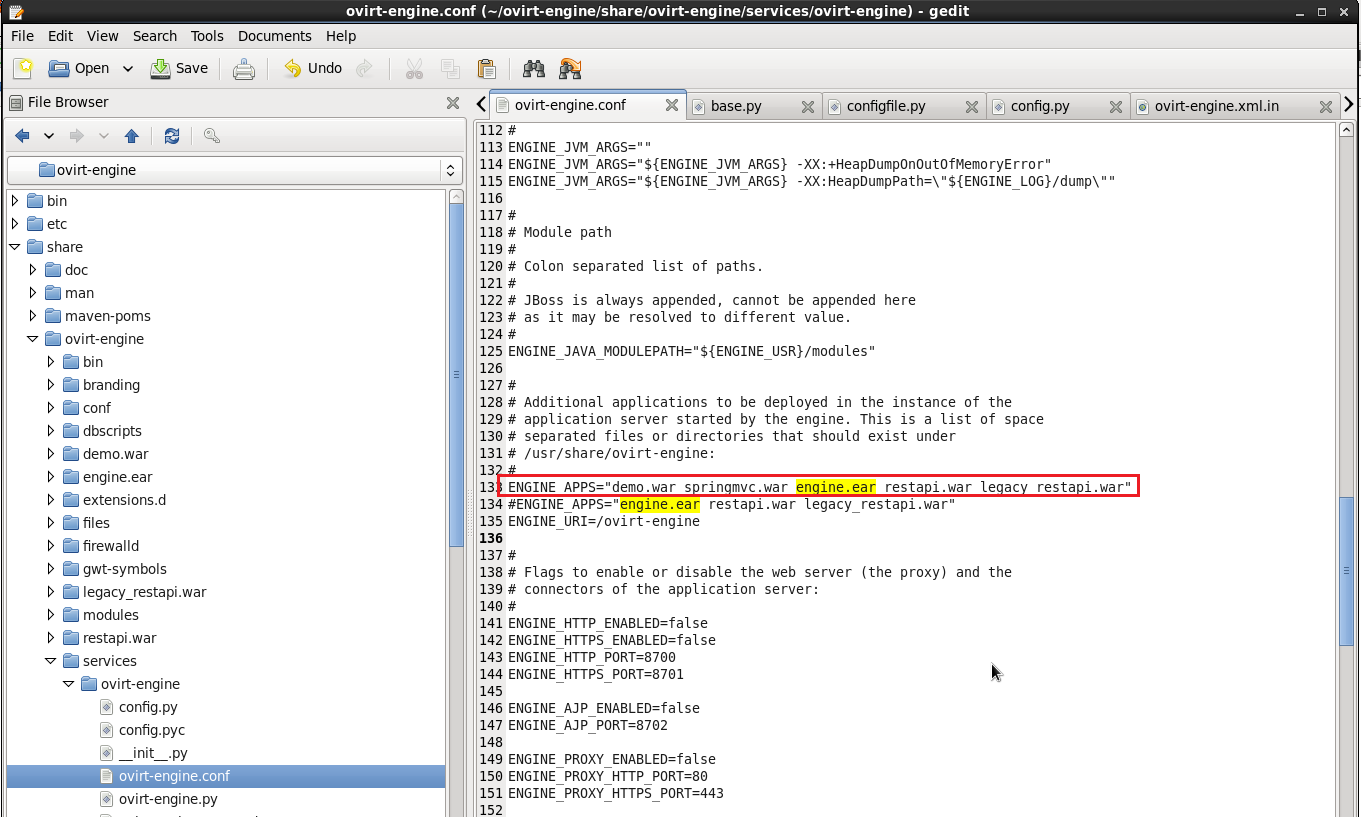 ovirt-engine.conf (~/ovirt-engine/share/ovirt-engine/services/ovirt-engine) - gedit
File Edit View Search Tools Documents Help
Open Save Undo
File Browser
ovirt-engine
bin
etc
share
doc
man
maven-poms
ovirt-engine
bin
branding
conf
dbscripts
demo.war
engine.ear
extensions.d
files
firewalld
gwt-symbols
legacy_restapi.war
modules
restapi.war
services
ovirt-engine
config.py
config.pyc
__init__.py
ovirt-engine.conf
ovirt-engine.py
ovirt-engine.conf base.py configfile.py config.py ovirt-engine.xml.in
112 #
113 ENGINE_JVM_ARGS=""
114 ENGINE_JVM_ARGS="${ENGINE_JVM_ARGS} -XX:+HeapDumpOnOutOfMemoryError"
115 ENGINE_JVM_ARGS="${ENGINE_JVM_ARGS} -XX:HeapDumpPath=\"${ENGINE_LOG}/dump\""
116
117 #
118 # Module path
119 #
120 # Colon separated list of paths.
121 #
122 # JBoss is always appended, cannot be appended here
123 # as it may be resolved to different value.
124 #
125 ENGINE_JAVA_MODULEPATH="${ENGINE_USR}/modules"
126
127 #
128 # Additional applications to be deployed in the instance of the
129 # application server started by the engine. This is a list of space
130 # separated files or directories that should exist under
131 # /usr/share/ovirt-engine:
132 #
133 ENGINE_APPS="demo.war springmvc.war engine.ear restapi.war legacy_restapi.war"
134 #ENGINE_APPS="engine.ear restapi.war legacy_restapi.war"
135 ENGINE_URI=/ovirt-engine
136
137 #
138 # Flags to enable or disable the web server (the proxy) and the
139 # connectors of the application server:
140 #
141 ENGINE_HTTP_ENABLED=false
142 ENGINE_HTTPS_ENABLED=false
143 ENGINE_HTTP_PORT=8700
144 ENGINE_HTTPS_PORT=8701
145
146 ENGINE_AJP_ENABLED=false
147 ENGINE_AJP_PORT=8702
148
149 ENGINE_PROXY_ENABLED=false
150 ENGINE_PROXY_HTTP_PORT=80
151 ENGINE_PROXY_HTTPS_PORT=443
152